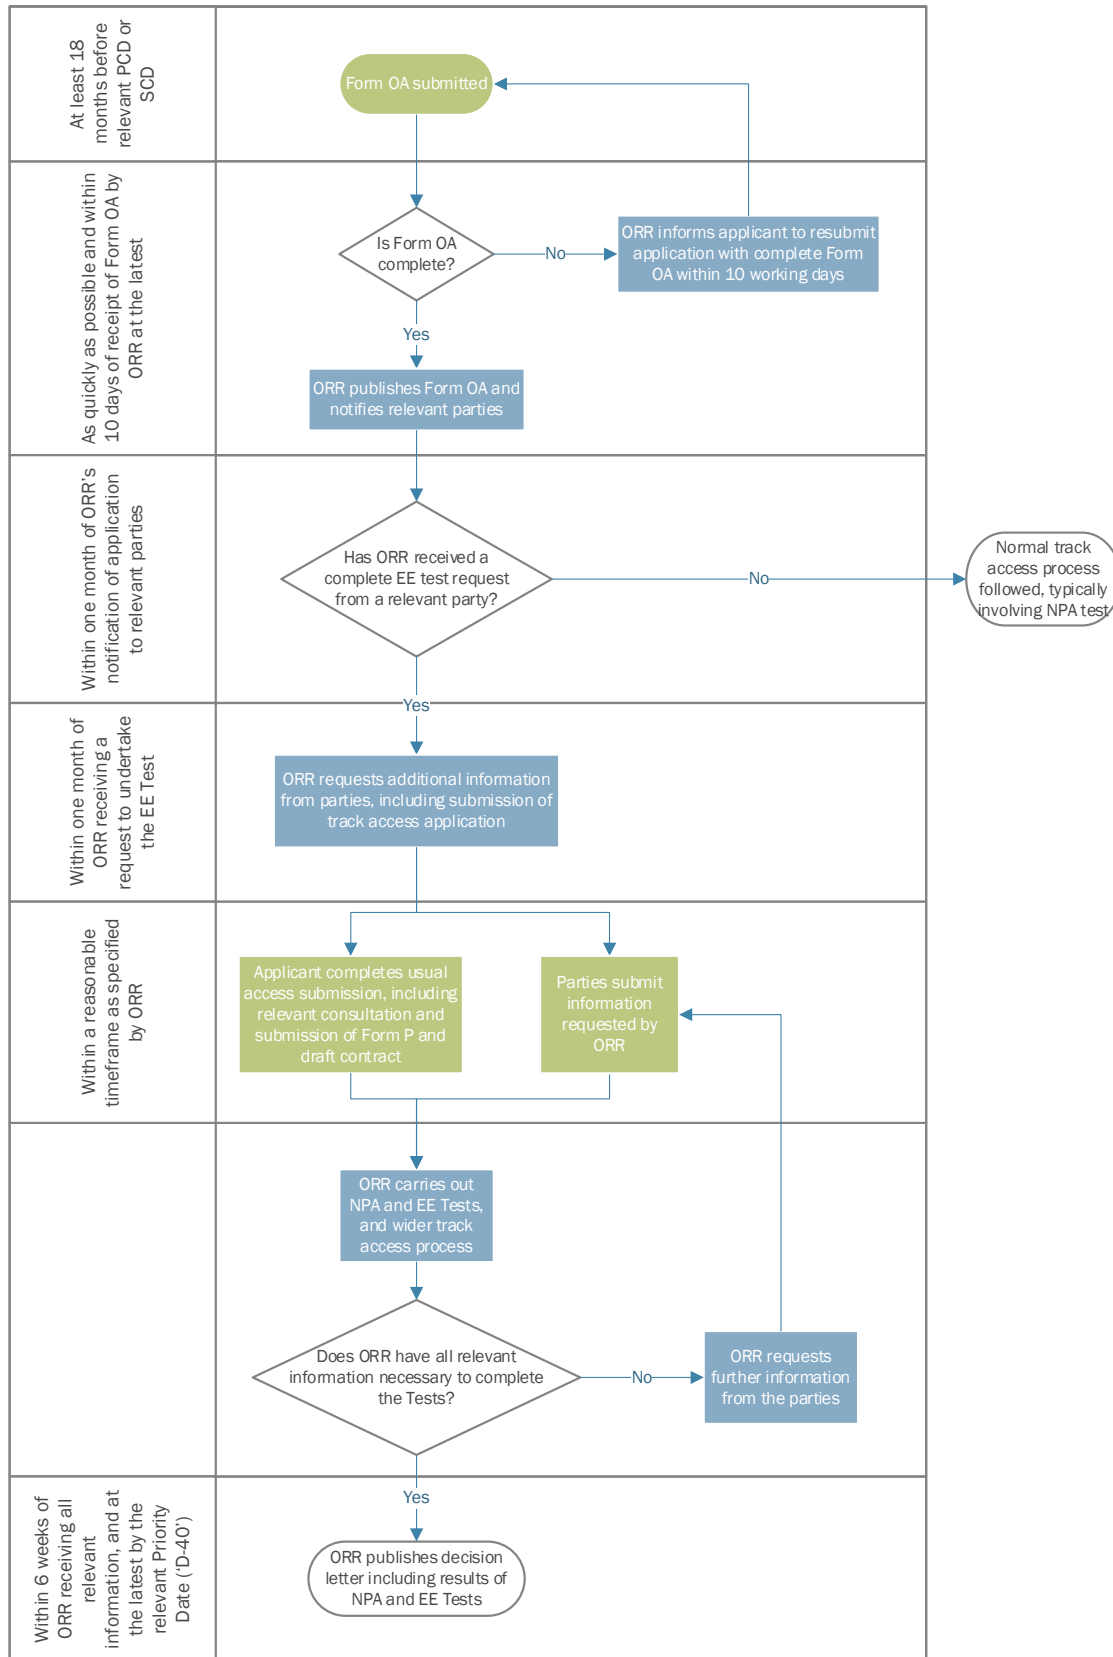 At least 18
months before
relevant PCD or
SCD
Form OA submitted
As quickly as possible and within
10 days of receipt of Form OA by
ORR at the latest
Is Form OA
complete?
No
ORR informs applicant to resubmit
application with complete Form
OA within 10 working days
Yes
ORR publishes Form OA and
notifies relevant parties
Within one month of ORR's
notification of application
to relevant parties
Has ORR received a
complete EE test request
from a relevant party?
No
Normal track
access process
followed, typically
involving NPA test
Yes
Within one month of
ORR receiving a
request to undertake
the EE Test
ORR requests additional information
from parties, including submission of
track access application
Within a reasonable
timeframe as specified
by ORR
Applicant completes usual
access submission, including
relevant consultation and
submission of Form P and
draft contract
Parties submit
information
requested by
ORR
ORR carries out
NPA and EE Tests,
and wider track
access process
Does ORR have all relevant
information necessary to complete
the Tests?
No
ORR requests
further information
from the parties
Within 6 weeks of
ORR receiving all
relevant
information, and at
the latest by the
relevant Priority
Date ('D-40')
Yes
ORR publishes decision
letter including results of
NPA and EE Tests